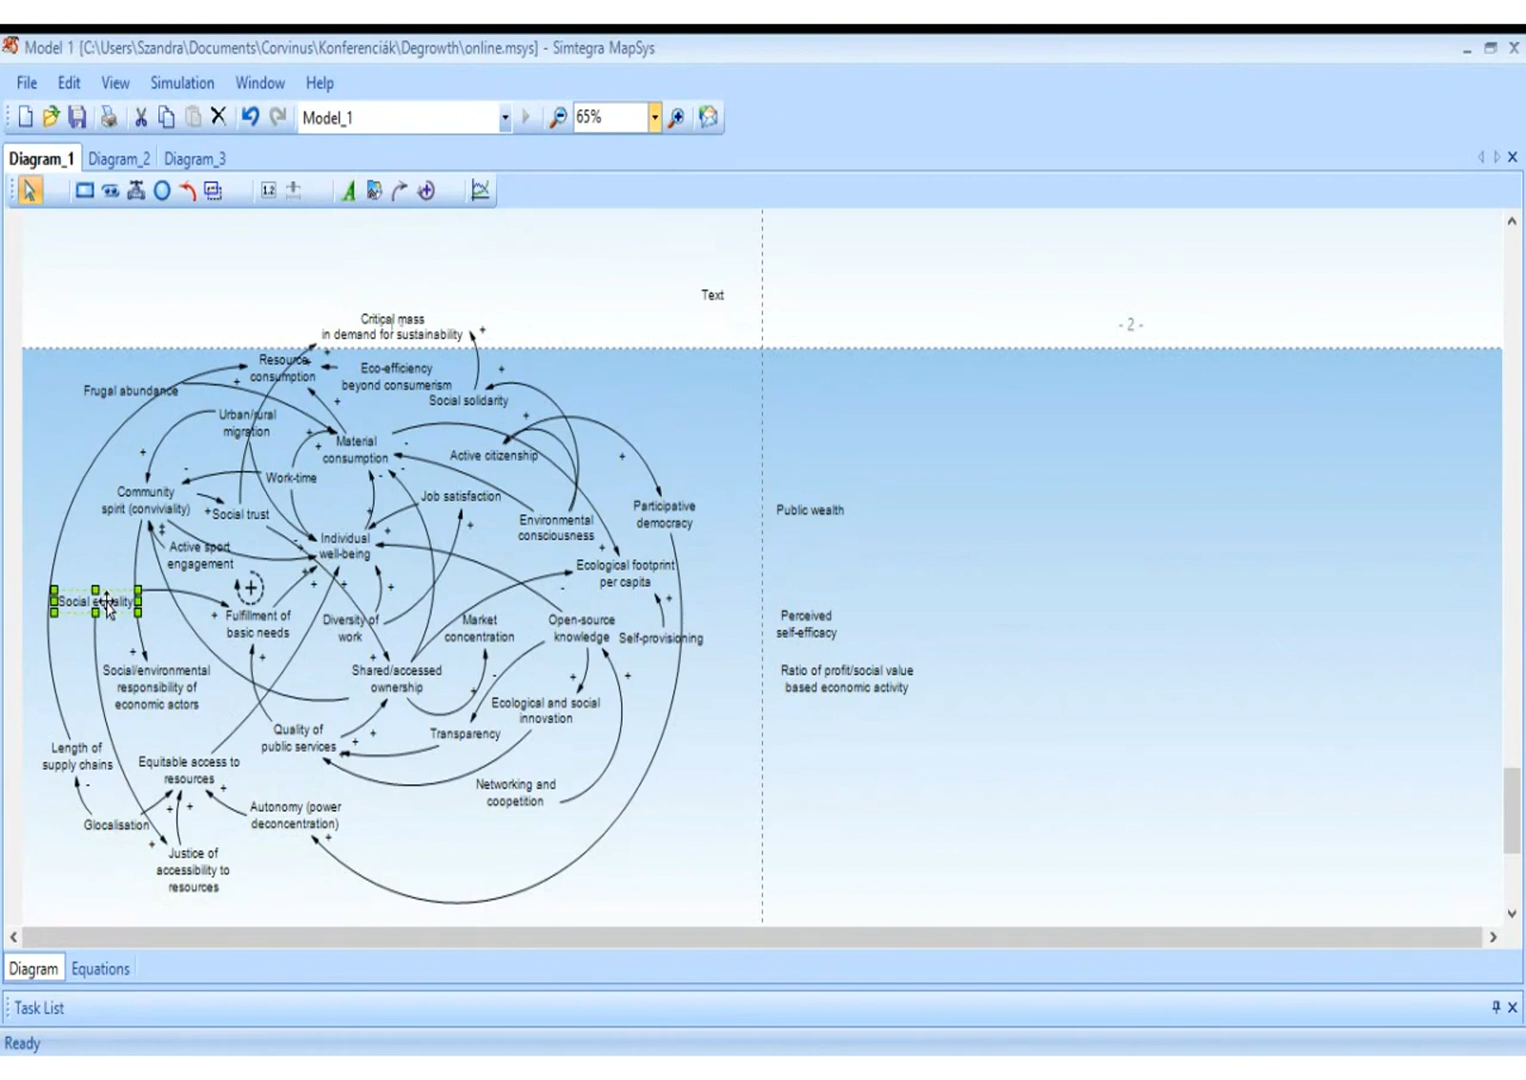 Model 1 [C:\Users\Szandra\Documents\Corvinus\Konferenciák\Degrowth\online.msys] - Simtegra MapSys
File Edit View Simulation Window Help
Model_1
65%
Diagram_1 Diagram_2 Diagram_3
1.2
A
Text
- 2 -
Critical mass
in demand for sustainability
Resource
consumption
Eco-efficiency
beyond consumerism
Frugal abundance
Social solidarity
Urban/rural
migration
Material
consumption
Active citizenship
Work-time
Community
spirit (conviviality)
Social trust
Job satisfaction
Environmental
consciousness
Participative
democracy
Public wealth
Active sport
engagement
Individual
well-being
Ecological footprint
per capita
Social equality
Fulfillment of
basic needs
Diversity of
work
Market
concentration
Open-source
knowledge
Self-provisioning
Perceived
self-efficacy
Social/environmental
responsibility of
economic actors
Shared/accessed
ownership
Ratio of profit/social value
based economic activity
Ecological and social
innovation
Quality of
public services
Transparency
Length of
supply chains
Equitable access to
resources
Networking and
coopetition
Glocalisation
Autonomy (power
deconcentration)
Justice of
accessibility to
resources
Diagram Equations
Task List
Ready